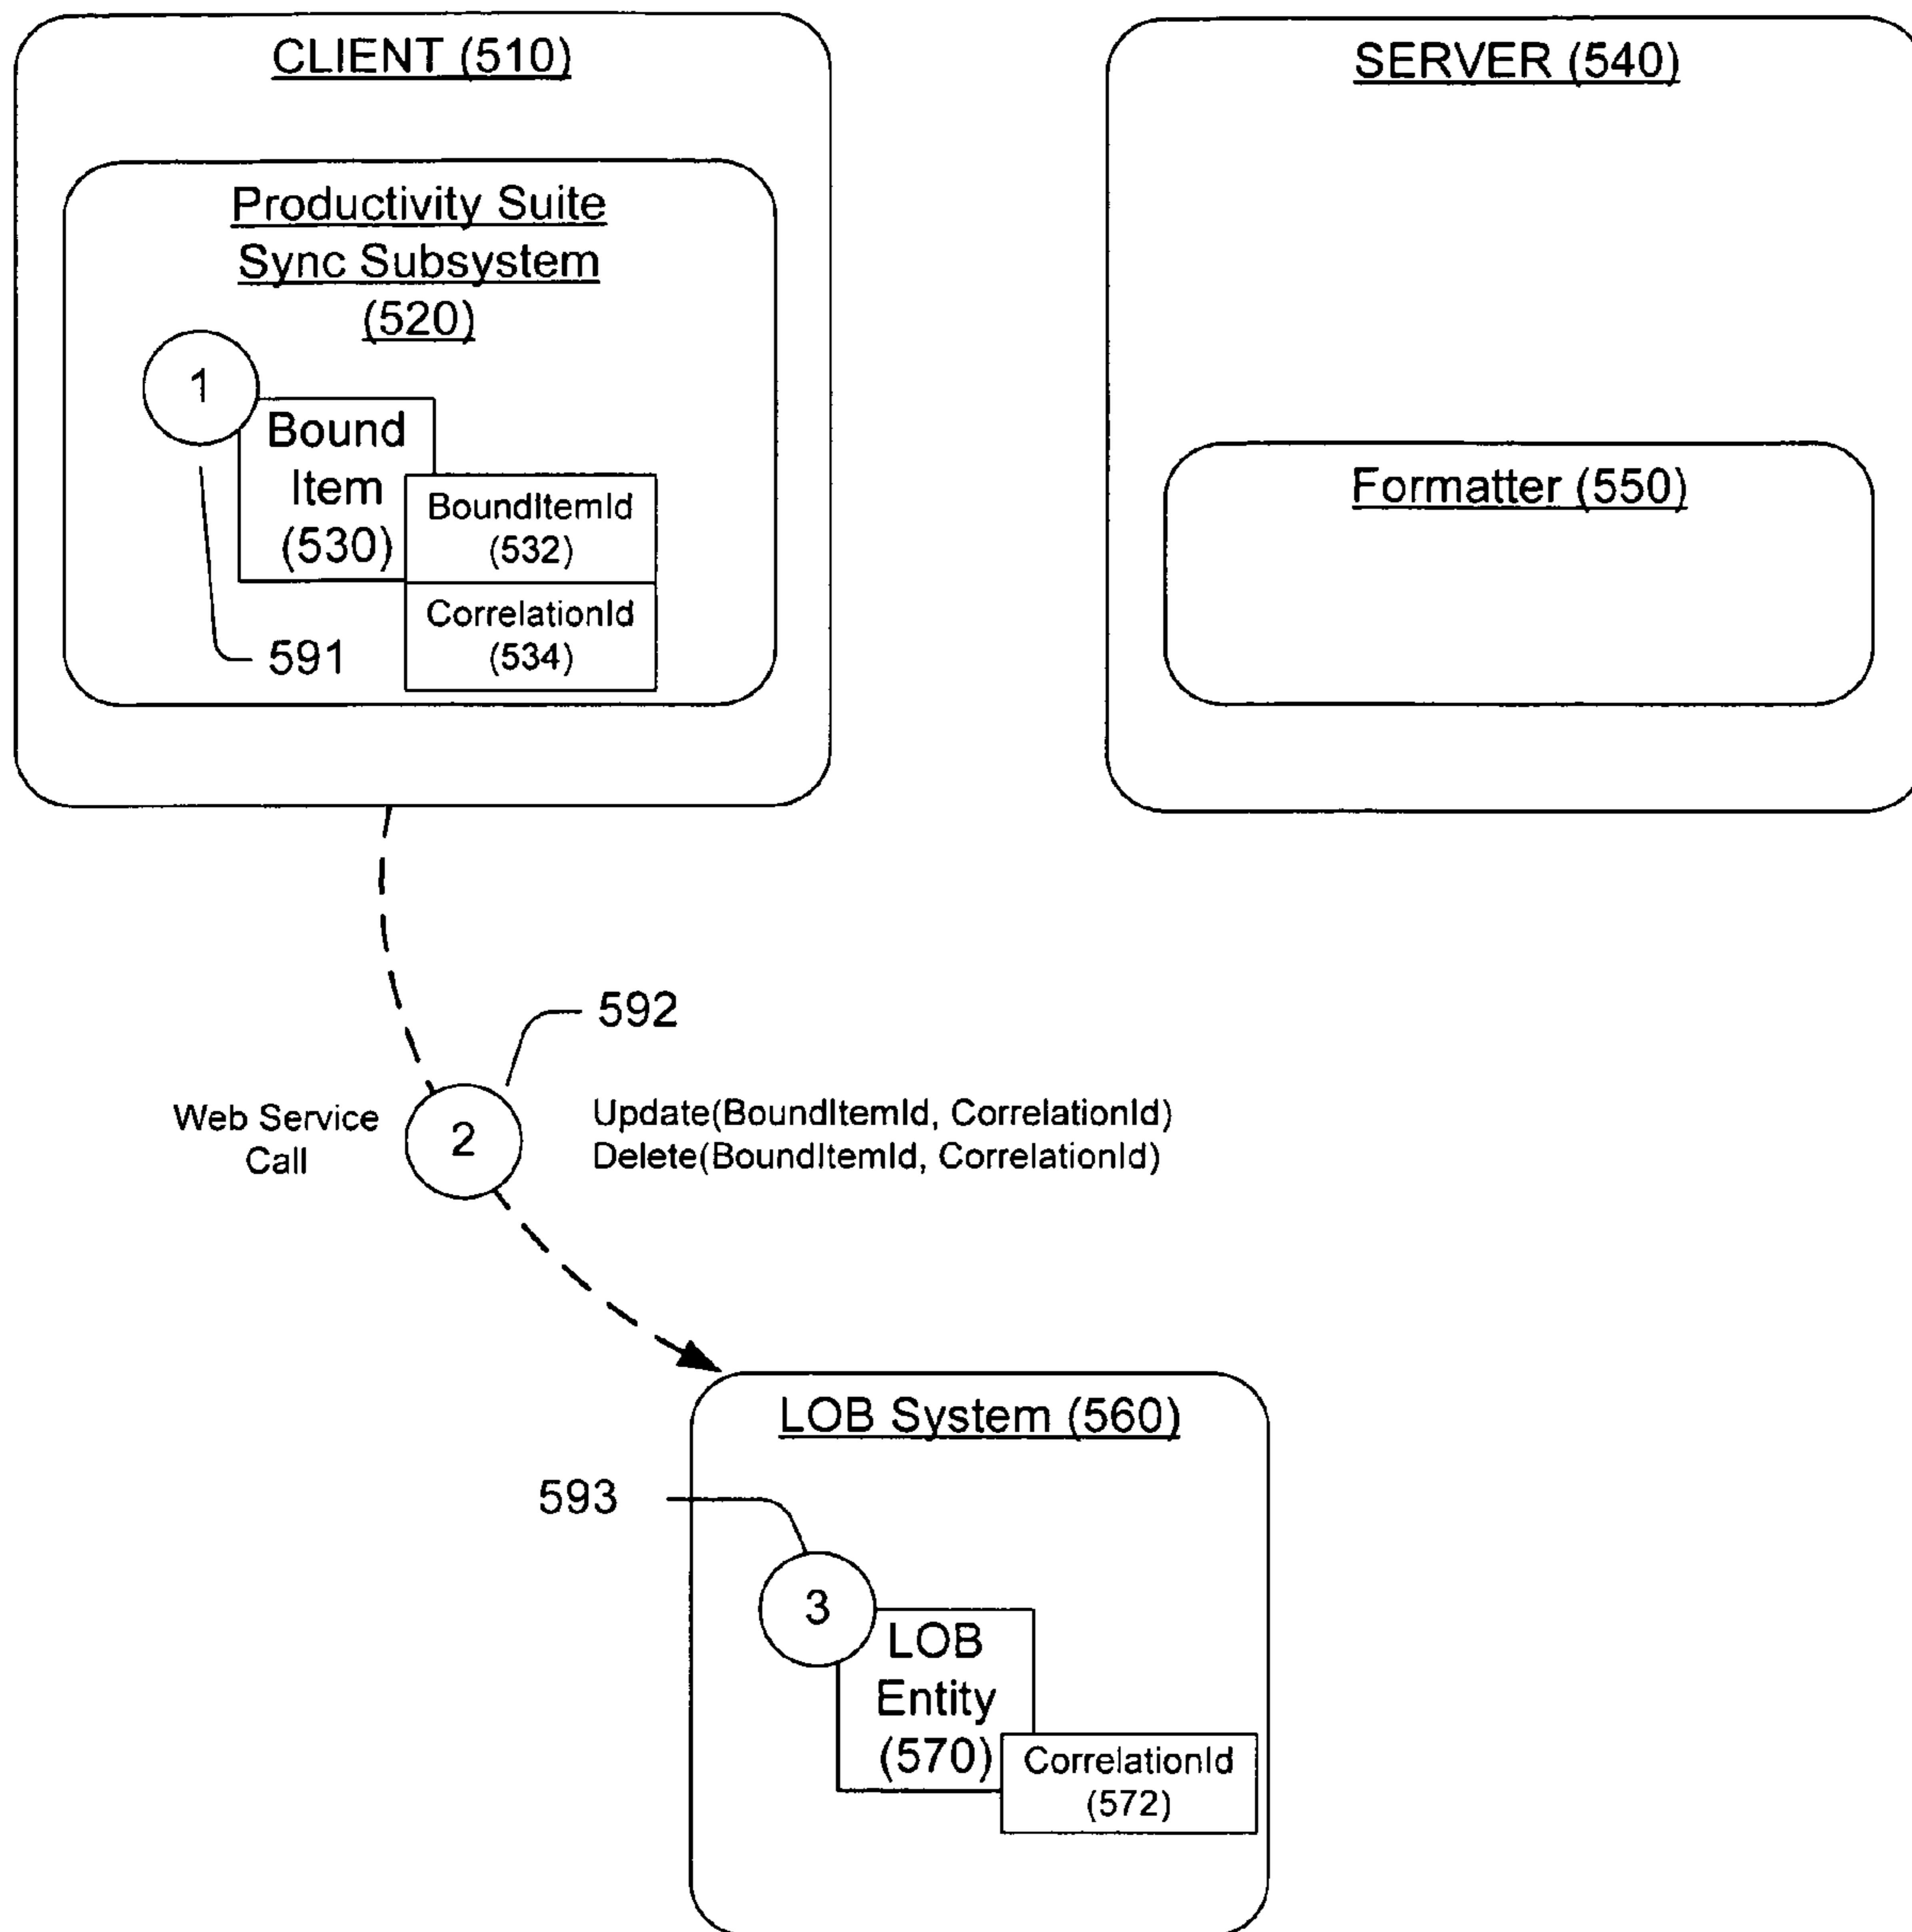 CLIENT (510)
Productivity Suite
Sync Subsystem
(520)
1
Bound
Item
(530)
BoundItemId
(532)
CorrelationId
(534)
591
SERVER (540)
Formatter (550)
592
Web Service
Call
2
Update(BoundItemId, CorrelationId)
Delete(BoundItemId, CorrelationId)
LOB System (560)
593
3
LOB
Entity
(570)
CorrelationId
(572)